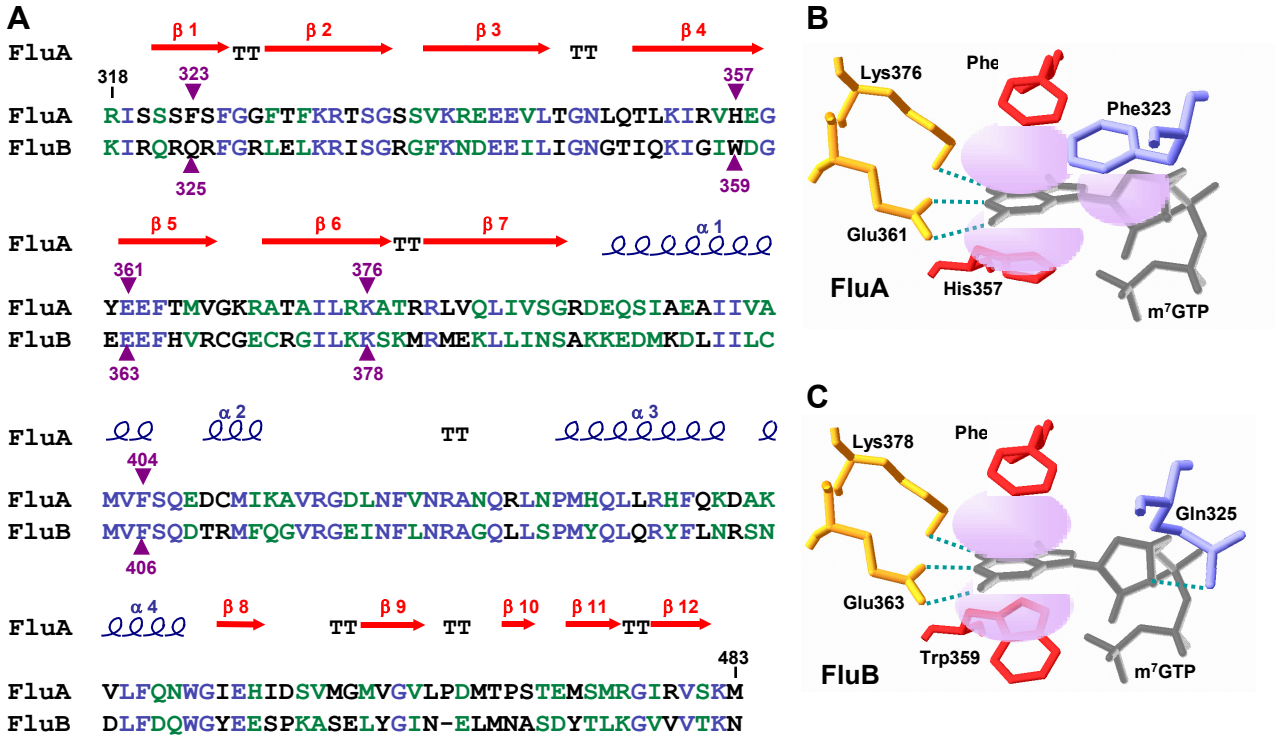 A
β 1 β 2 β 3 β 4
FluA TT TT
318 323 357
FluA RISSSFSFGGFTFKRTSGSSVKREEEVLTGNLQTLKIRVHEG
FluB KIRQRQRFGRLELKRISGRGFKNDEEILIGNGTIQKIGIWDG
325 359
β 5 β 6 β 7 α 1
FluA TT
361 376
FluA YEEFTMVGKRATAILRKATRRLVQLIVSGRDEQSIAEAIIVA
FluB EEEFHVRCGECRGILKKSKMRMEKLLINSAKKEDMKDLIILC
363 378
α 2 α 3
FluA TT
404
FluA MVFSQEDCMIKAVRGDLNFVNRANQRLNPMHQLLRHFQKDAK
FluB MVFSQDTRMFQGVRGEINFLNRAGQLLSPMYQLQRYFLNRSN
406
α 4 β 8 β 9 β 10 β 11 β 12
FluA TT TT TT
483
FluA VLFQNWGIEHIDSVMGMVGVLPDMTPSTEMSMRGIRVSKM
FluB DLFDQWGYEESPKASELYGIN-ELMNASDYTLKGVVVTKN
B
Lys376
Phe
Phe323
Glu361
FluA
His357
m⁷GTP
C
Lys378
Phe
Gln325
Glu363
Trp359
FluB
m⁷GTP